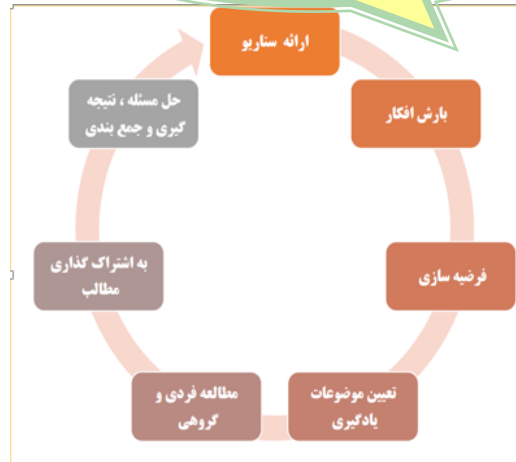 ارائه سناریو
بارش افکار
فرضیه سازی
تعیین موضوعات
یادگیری
مطالعه فردی و
گروهی
به اشتراک گذاری
مطالب
حل مسئله ، نتیجه
گیری و جمع بندی